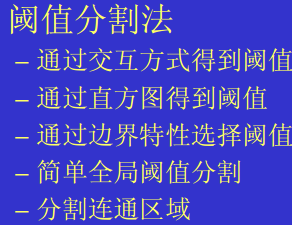 阈值分割法
– 通过交互方式得到阈值
– 通过直方图得到阈值
– 通过边界特性选择阈值
– 简单全局阈值分割
– 分割连通区域